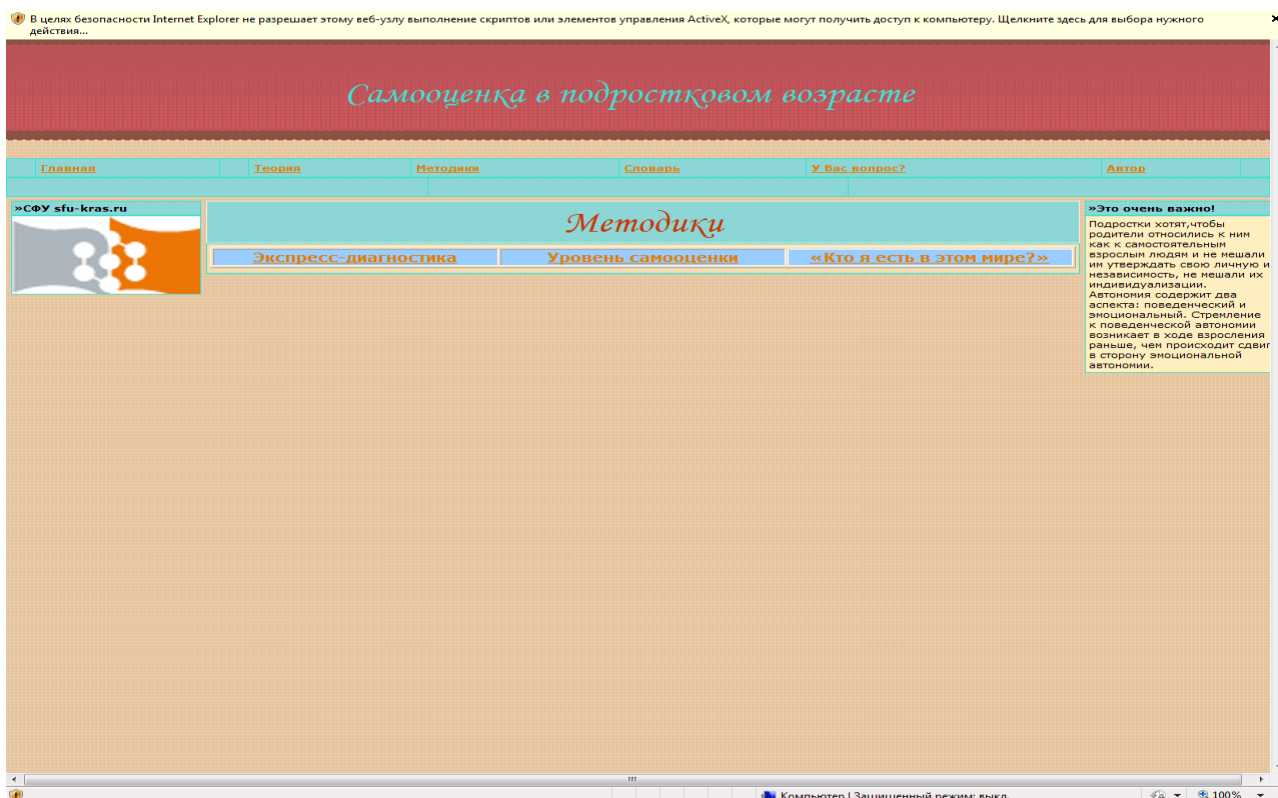 В целях безопасности Internet Explorer не разрешает этому веб-узлу выполнение скриптов или элементов управления ActiveX, которые могут получить доступ к компьютеру. Щелкните здесь для выбора нужного
действия...
Самооценка в подростковом возрасте
Главная Теория Методики Словарь У Вас вопрос? Автор
»СФУ sfu-kras.ru
Методики
Экспресс-диагностика Уровень самооценки «Кто я есть в этом мире?»
»Это очень важно!
Подростки хотят,чтобы
родители относились к ним
как к самостоятельным
взрослым людям и не мешали
им утверждать свою личную и
независимость, не мешали их
индивидуализации.
Автономия содержит два
аспекта: поведенческий и
эмоциональный. Стремление
к поведенческой автономии
возникает в ходе взросления
раньше, чем происходит сдвиг
в сторону эмоциональной
автономии.
Компьютер | Защищенный режим: выкл. 100%